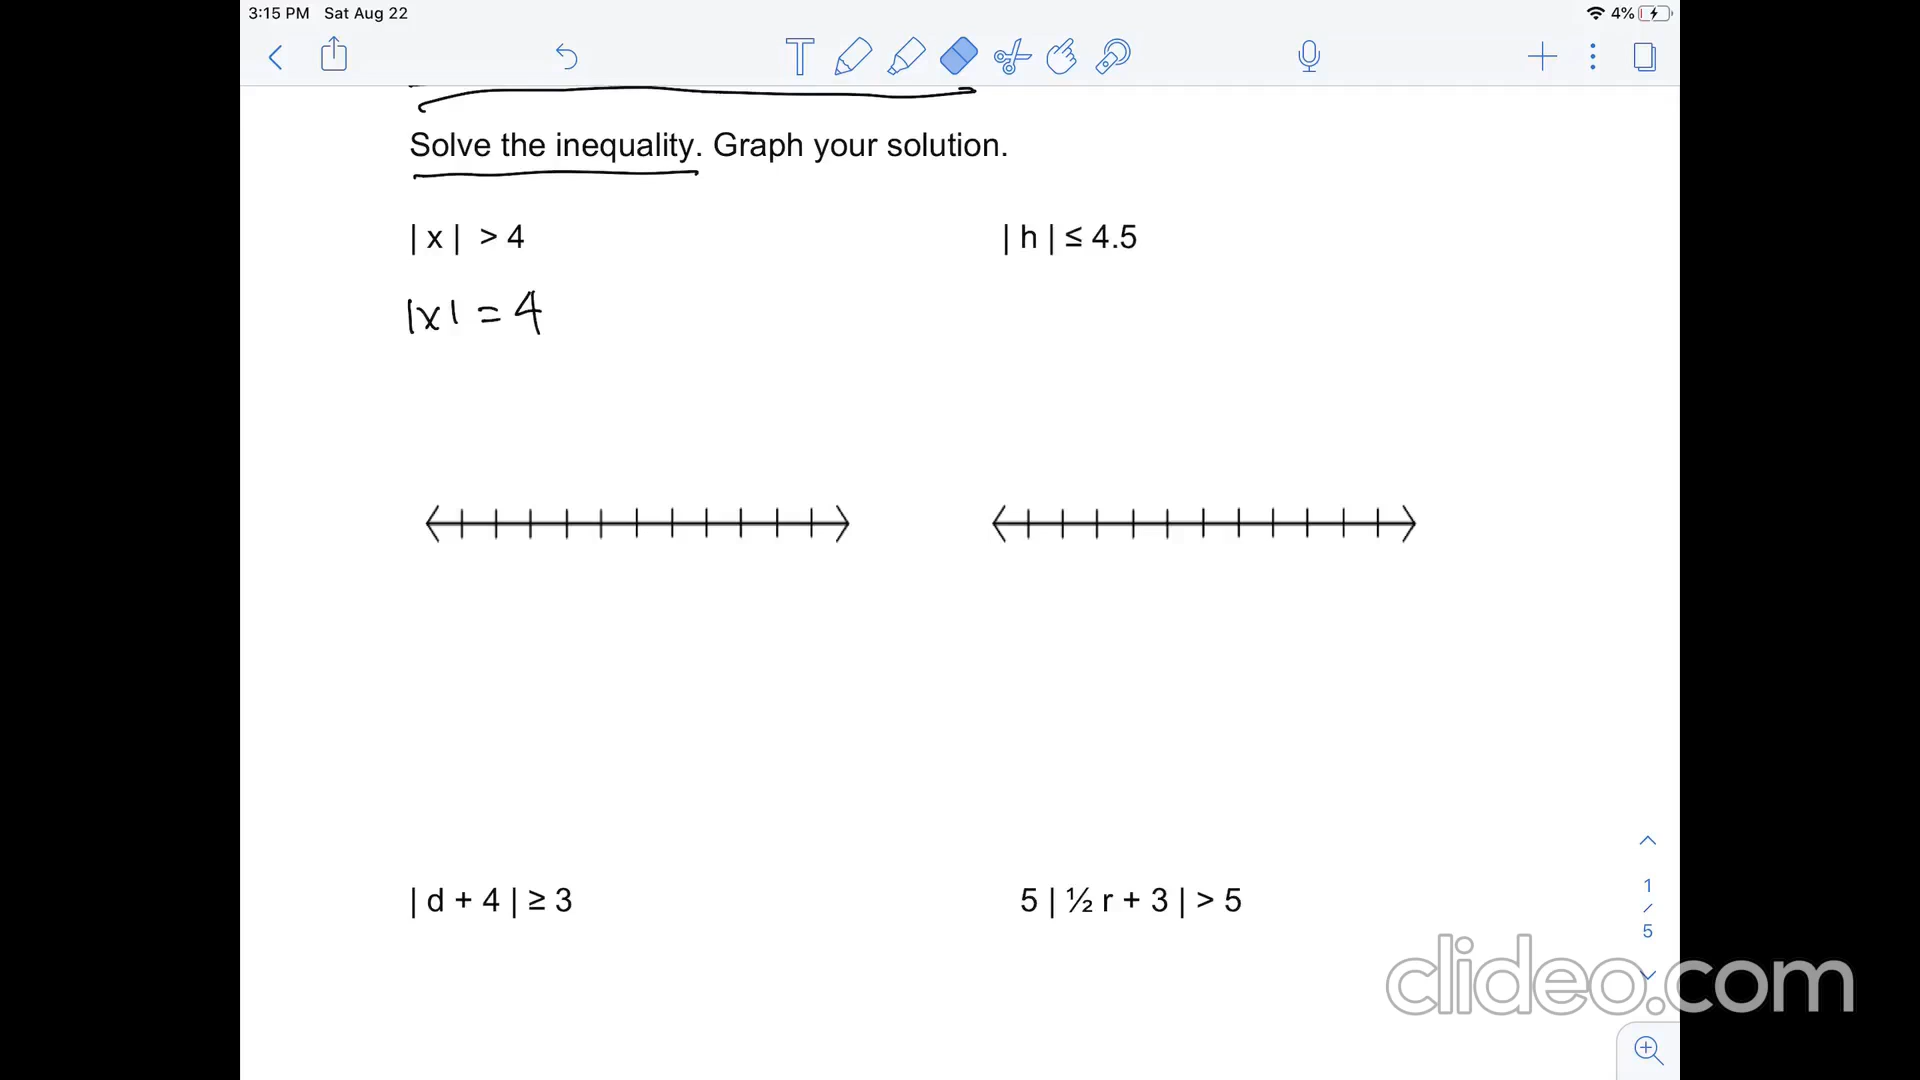 3:15 PM Sat Aug 22
4%
T
Solve the inequality. Graph your solution.
| x | > 4
| h | ≤ 4.5
|x| = 4
| d + 4 | ≥ 3
5 | ½ r + 3 | > 5
1
/
5
clideo.com